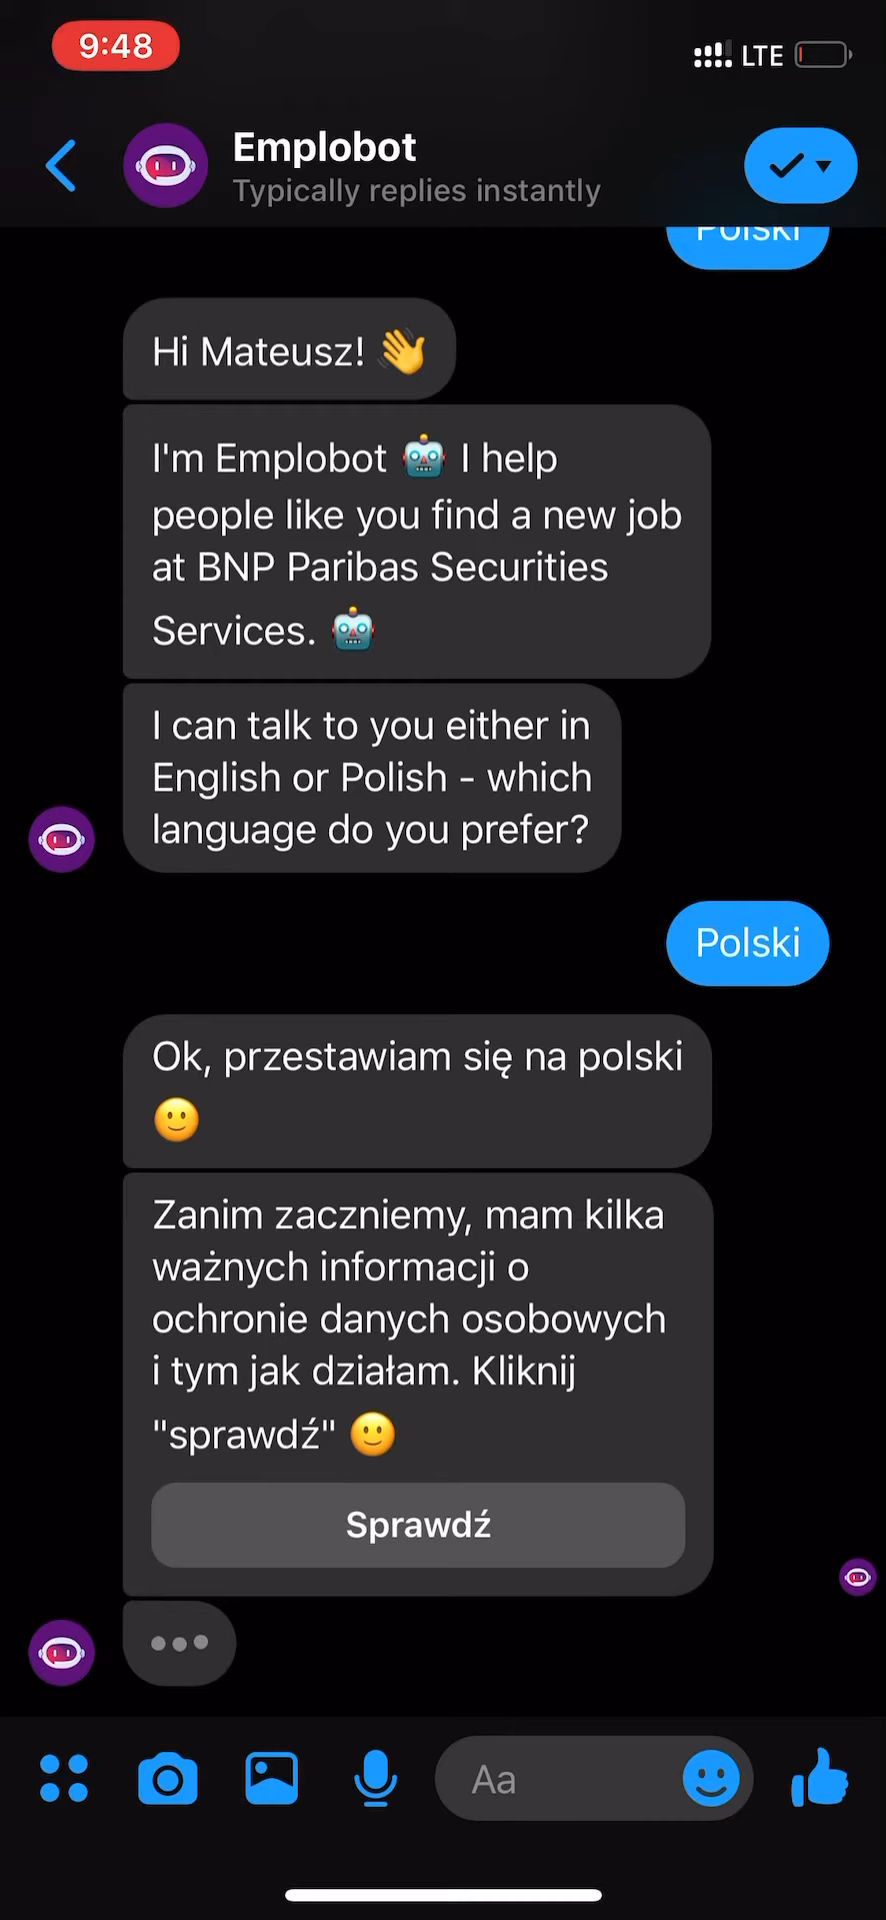 9:48
LTE
Emplobot
Typically replies instantly
Polski
Hi Mateusz! 👋
I'm Emplobot 🤖 I help
people like you find a new job
at BNP Paribas Securities
Services. 🤖
I can talk to you either in
English or Polish - which
language do you prefer?
Polski
Ok, przestawiam się na polski
🙂
Zanim zaczniemy, mam kilka
ważnych informacji o
ochronie danych osobowych
i tym jak działam. Kliknij
"sprawdź" 🙂
Sprawdź
Aa